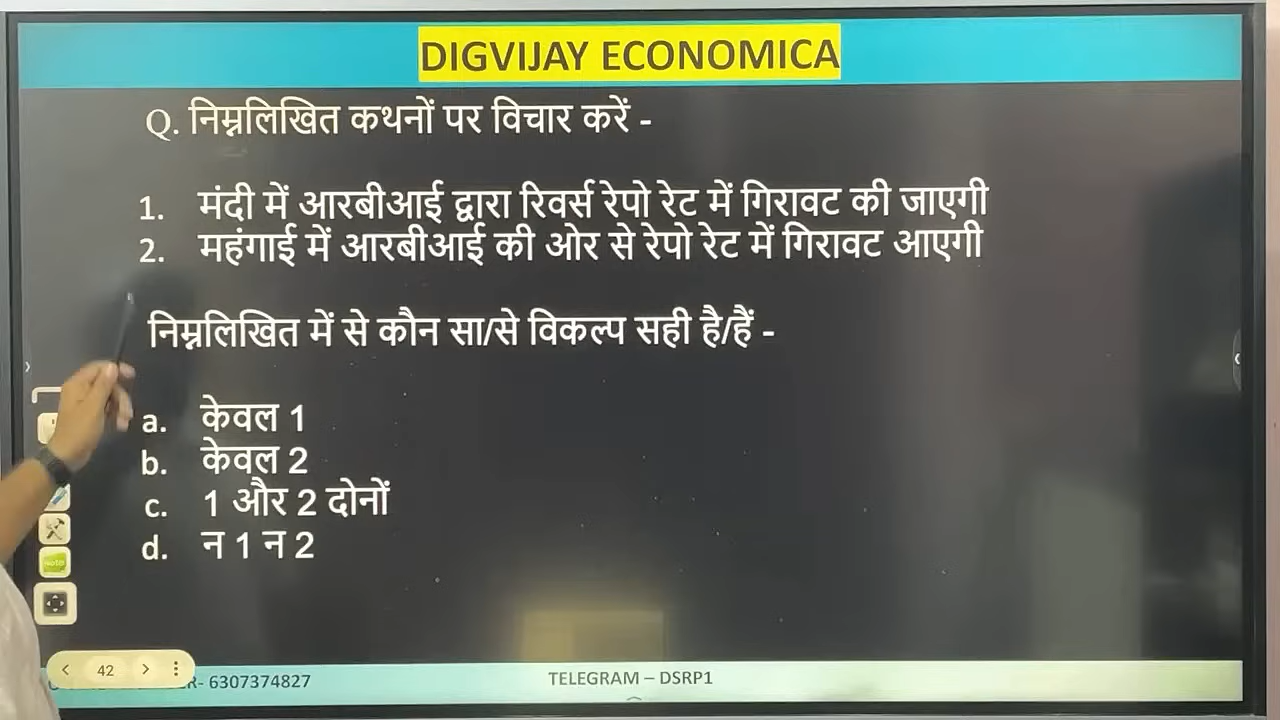 DIGVIJAY ECONOMICA
Q. निम्नलिखित कथनों पर विचार करें -
1. मंदी में आरबीआई द्वारा रिवर्स रेपो रेट में गिरावट की जाएगी
2. महंगाई में आरबीआई की ओर से रेपो रेट में गिरावट आएगी
निम्नलिखित में से कौन सा/से विकल्प सही है/हैं -
a. केवल 1
b. केवल 2
c. 1 और 2 दोनों
d. न 1 न 2
42
R- 6307374827
TELEGRAM – DSRP1